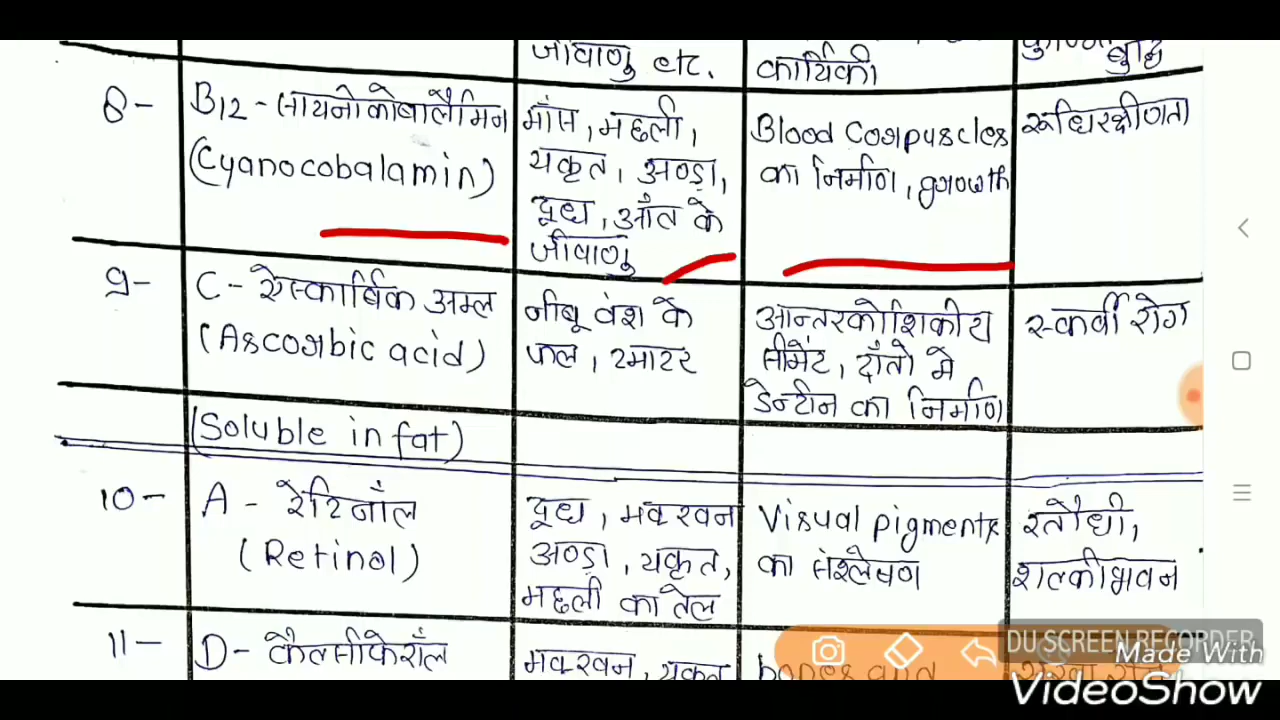 जीवाणु etc.
कार्यिकी
8-
B12 - सायनोकोबालैमिन
(Cyanocobalamin)
माँस, मछली,
यकृत, अण्डा,
दूध, आँत के
जीवाणु
Blood Corpuscles
का निर्माण, growth
रूधिरक्षीणता
9-
C - ऐस्कार्बिक अम्ल
(Ascorbic acid)
नीबू वंश के
फल, टमाटर
आन्तरकोशिकीय
सीमेंट, दाँतो मे
डेन्टीन का निर्माण
स्कर्वी रोग
(Soluble in fat)
10-
A - रेटिनॉल
(Retinol)
दूध, मक्खन
अण्डा, यकृत,
मछली का तेल
Visual pigments
का संश्लेषण
रतौंधी,
शल्कीभवन
11-
D- कैल्सीफेरॉल
मक्खन, यकृत
DU SCREEN RECORDER
Made With
VideoShow